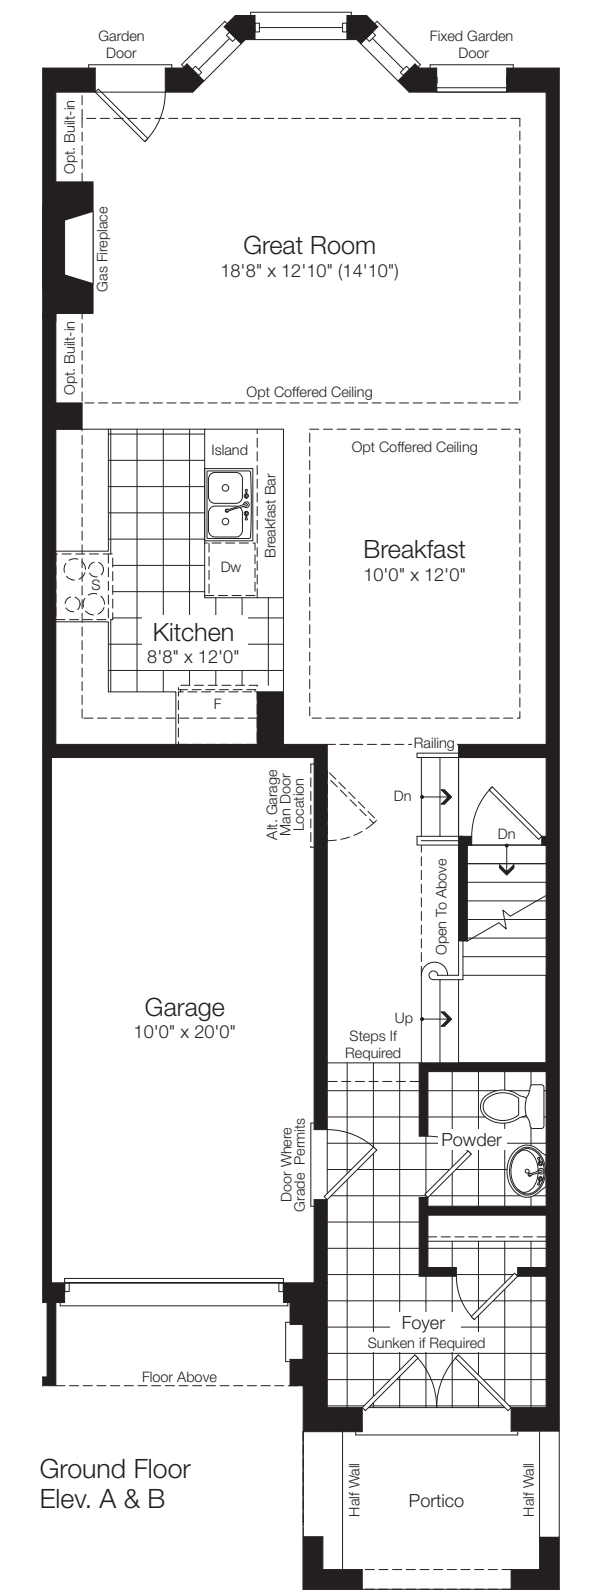 Garden
Door
Fixed Garden
Door
Opt. Built-in
Gas Fireplace
Great Room
18'8" x 12'10" (14'10")
Opt. Built-in
Opt Coffered Ceiling
Island
Opt Coffered Ceiling
Breakfast Bar
Dw
Breakfast
10'0" x 12'0"
S
Kitchen
8'8" x 12'0"
F
Railing
Alt. Garage
Man Door
Location
Dn
Dn
Open To Above
Garage
10'0" x 20'0"
Up
Steps If
Required
Door Where
Grade Permits
Powder
Foyer
Sunken if Required
Floor Above
Ground Floor
Elev. A & B
Half Wall
Portico
Half Wall